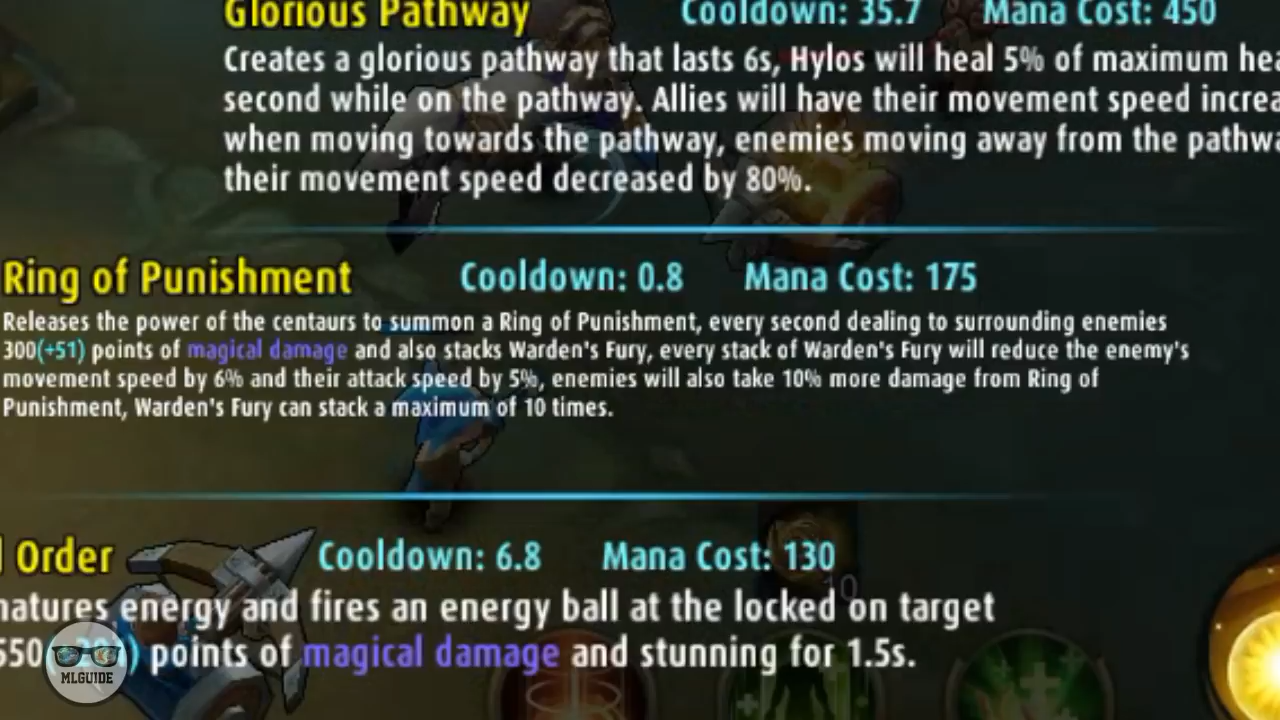 Glorious Pathway Cooldown: 35.7 Mana Cost: 450
Creates a glorious pathway that lasts 6s, Hylos will heal 5% of maximum hea
second while on the pathway. Allies will have their movement speed increa
when moving towards the pathway, enemies moving away from the pathwa
their movement speed decreased by 80%.
Ring of Punishment Cooldown: 0.8 Mana Cost: 175
Releases the power of the centaurs to summon a Ring of Punishment, every second dealing to surrounding enemies
300(+51) points of magical damage and also stacks Warden's Fury, every stack of Warden's Fury will reduce the enemy's
movement speed by 6% and their attack speed by 5%, enemies will also take 10% more damage from Ring of
Punishment, Warden's Fury can stack a maximum of 10 times.
Order Cooldown: 6.8 Mana Cost: 130
natures energy and fires an energy ball at the locked on target
points of magical damage and stunning for 1.5s.
10
MLGUIDE